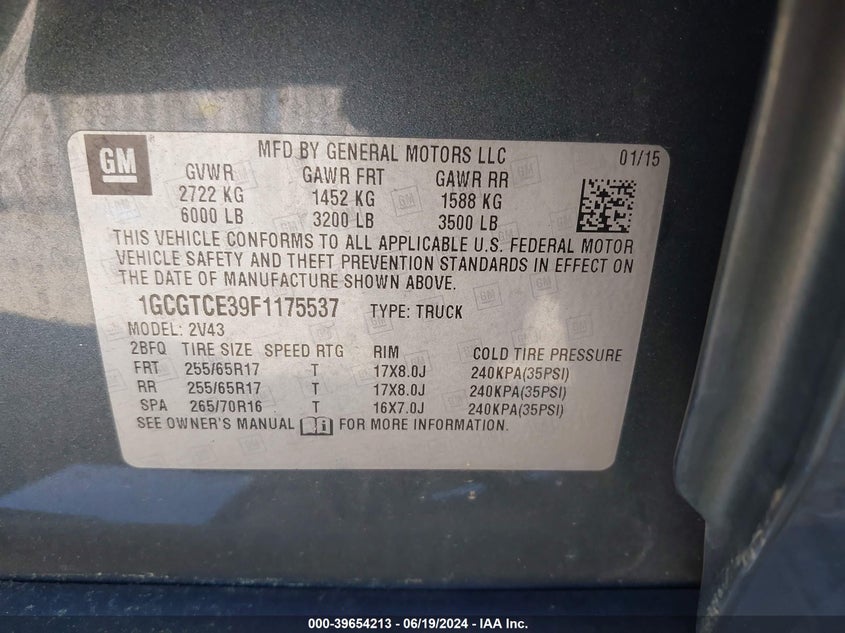 GM
MFD BY GENERAL MOTORS LLC 01/15
GVWR GAWR FRT GAWR RR
2722 KG 1452 KG 1588 KG
6000 LB 3200 LB 3500 LB
THIS VEHICLE CONFORMS TO ALL APPLICABLE U.S. FEDERAL MOTOR
VEHICLE SAFETY AND THEFT PREVENTION STANDARDS IN EFFECT ON
THE DATE OF MANUFACTURE SHOWN ABOVE.
1GCGTCE39F1175537 TYPE: TRUCK
MODEL: 2V43
2BFQ TIRE SIZE SPEED RTG RIM COLD TIRE PRESSURE
FRT 255/65R17 T 17X8.0J 240KPA(35PSI)
RR 255/65R17 T 17X8.0J 240KPA(35PSI)
SPA 265/70R16 T 16X7.0J 240KPA(35PSI)
SEE OWNER'S MANUAL FOR MORE INFORMATION.
000-39654213 - 06/19/2024 - IAA Inc.